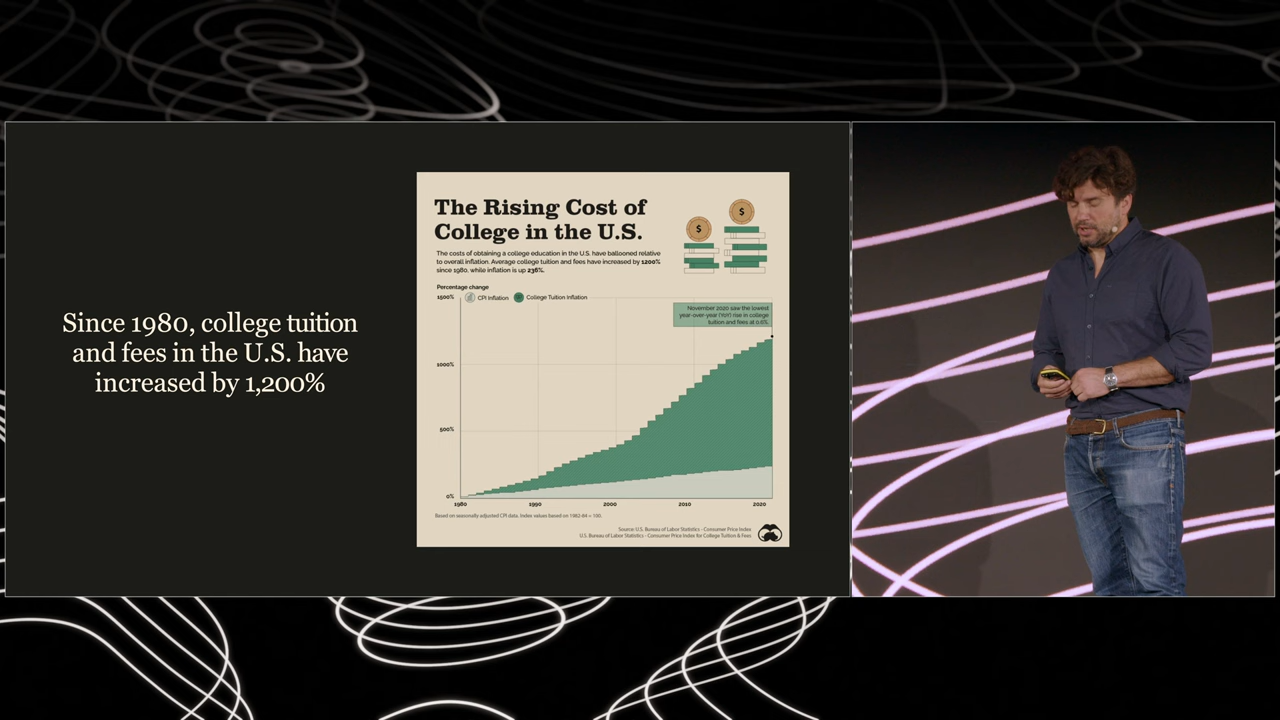 Since 1980, college tuition
and fees in the U.S. have
increased by 1,200%
The Rising Cost of
College in the U.S.
The costs of obtaining a college education in the U.S. have ballooned relative
to overall inflation. Average college tuition and fees have increased by 1200%
since 1980, while inflation is up 236%.
$
$
Percentage change
1500%
CPI Inflation
College Tuition Inflation
November 2020 saw the lowest
year-over-year (YoY) rise in college
tuition and fees at 0.6%.
1000%
500%
0%
1980
1990
2000
2010
2020
Based on seasonally adjusted CPI data. Index values based on 1982-84 = 100.
Source: U.S. Bureau of Labor Statistics - Consumer Price Index
U.S. Bureau of Labor Statistics - Consumer Price Index for College Tuition & Fees